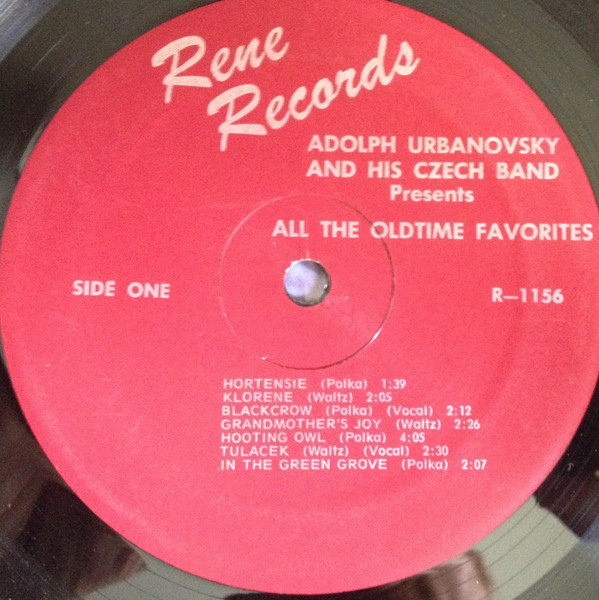 Rene
Records
ADOLPH URBANOVSKY
AND HIS CZECH BAND
Presents
ALL THE OLDTIME FAVORITES
SIDE ONE
R—1156
HORTENSIE (Polka) 1:39
KLORENE (Waltz) 2:05
BLACKCROW (Polka) (Vocal) 2:12
GRANDMOTHER'S JOY (Waltz) 2:26
HOOTING OWL (Polka) 4:05
TULACEK (Waltz) (Vocal) 2:30
IN THE GREEN GROVE (Polka) 2:07